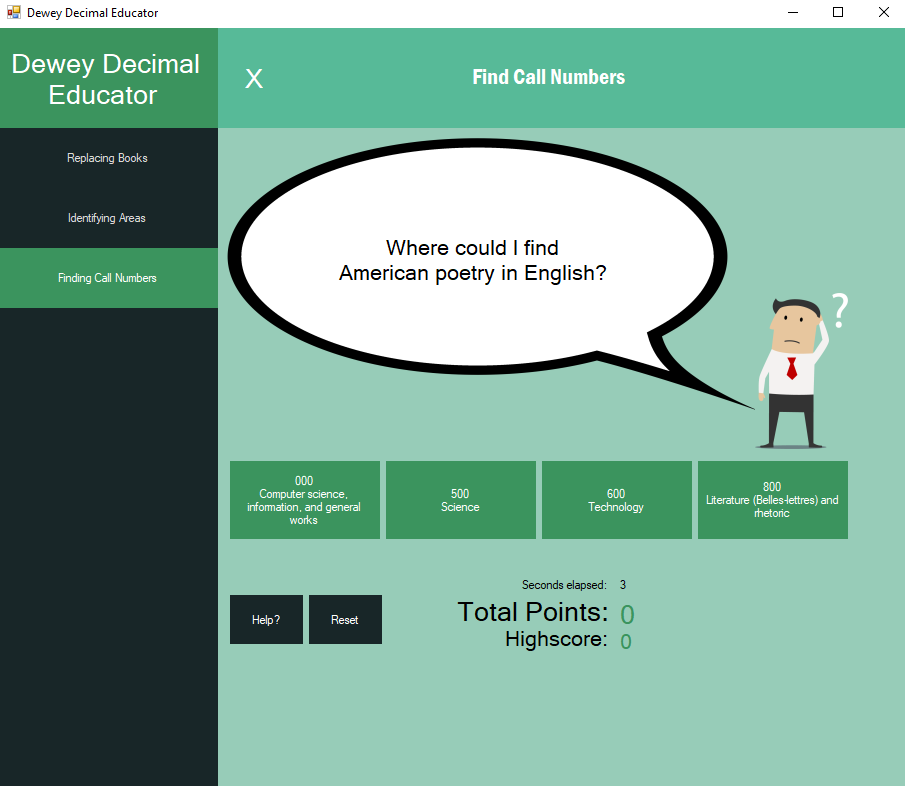 Dewey Decimal Educator
Dewey Decimal
Educator
X
Find Call Numbers
Replacing Books
Identifying Areas
Finding Call Numbers
Where could I find
American poetry in English?
?
000
Computer science,
information, and general
works
500
Science
600
Technology
800
Literature (Belles-lettres) and
rhetoric
Seconds elapsed: 3
Help?
Reset
Total Points: 0
Highscore: 0